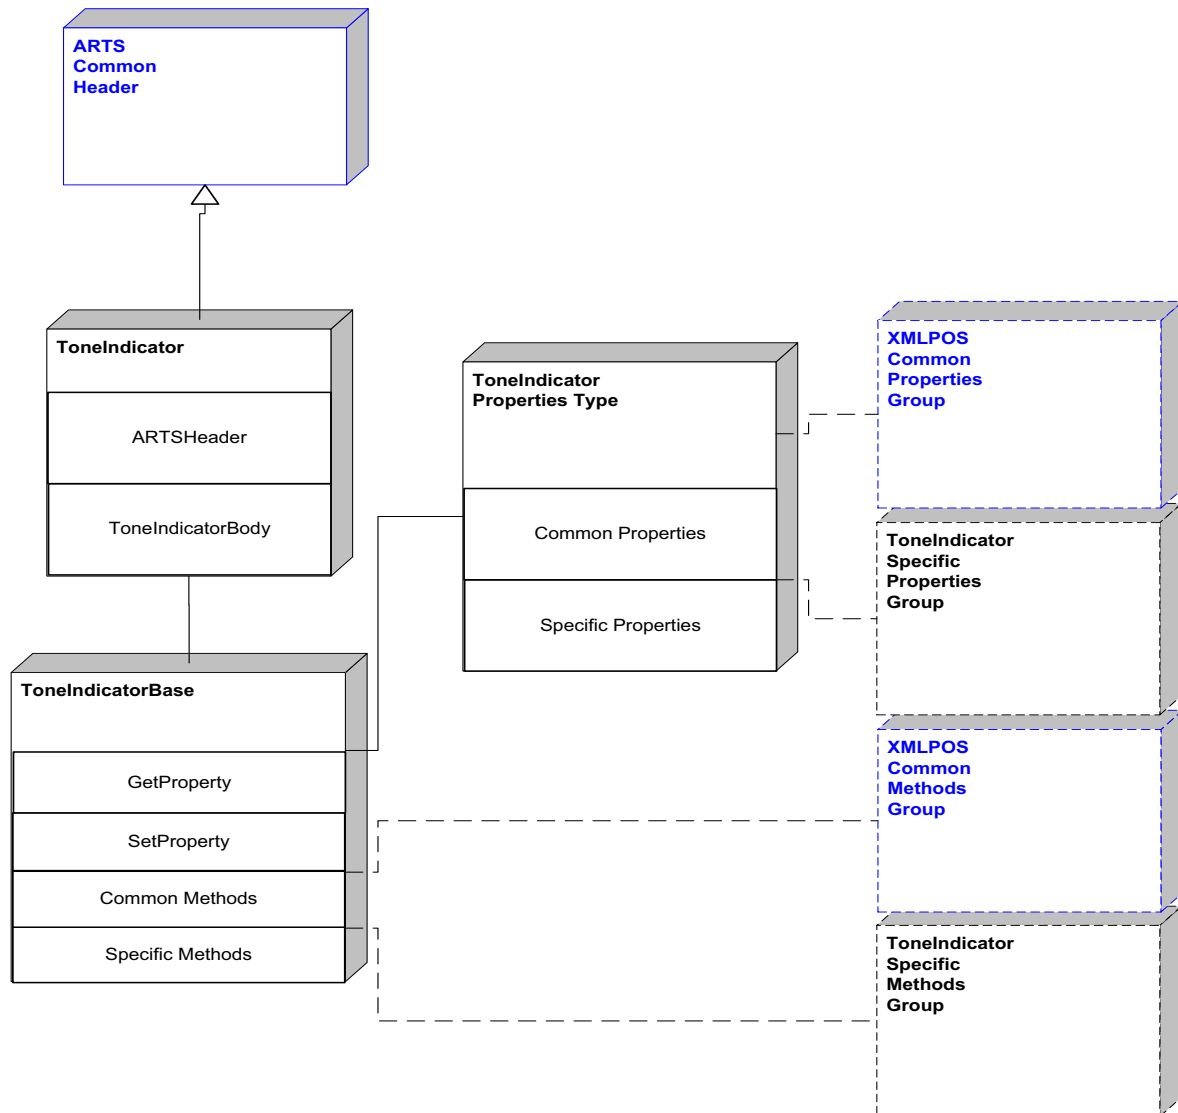 ARTS
Common
Header
ToneIndicator
ARTSHeader
ToneIndicatorBody
ToneIndicator
Properties Type
Common Properties
Specific Properties
XMLPOS
Common
Properties
Group
ToneIndicator
Specific
Properties
Group
ToneIndicatorBase
GetProperty
SetProperty
Common Methods
Specific Methods
XMLPOS
Common
Methods
Group
ToneIndicator
Specific
Methods
Group